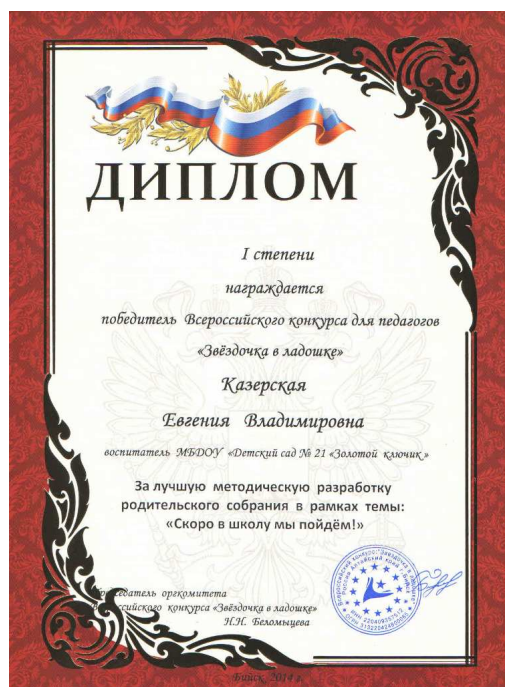 ДИПЛОМ
I степени
награждается
победитель Всероссийского конкурса для педагогов
«Звёздочка в ладошке»
Казерская
Евгения Владимировна
воспитатель МБДОУ «Детский сад № 21 «Золотой ключик»
За лучшую методическую разработку
родительского собрания в рамках темы:
«Скоро в школу мы пойдём!»
Председатель оргкомитета
Всероссийского конкурса «Звёздочка в ладошке»
Н.Н. Беломыцева
Бийск, 2014 г.